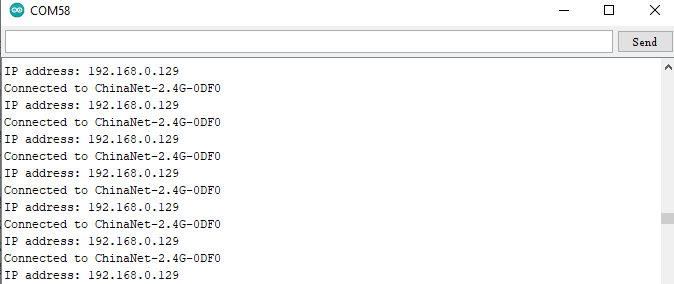 COM58
Send
IP address: 192.168.0.129
Connected to ChinaNet-2.4G-0DF0
IP address: 192.168.0.129
Connected to ChinaNet-2.4G-0DF0
IP address: 192.168.0.129
Connected to ChinaNet-2.4G-0DF0
IP address: 192.168.0.129
Connected to ChinaNet-2.4G-0DF0
IP address: 192.168.0.129
Connected to ChinaNet-2.4G-0DF0
IP address: 192.168.0.129
Connected to ChinaNet-2.4G-0DF0
IP address: 192.168.0.129